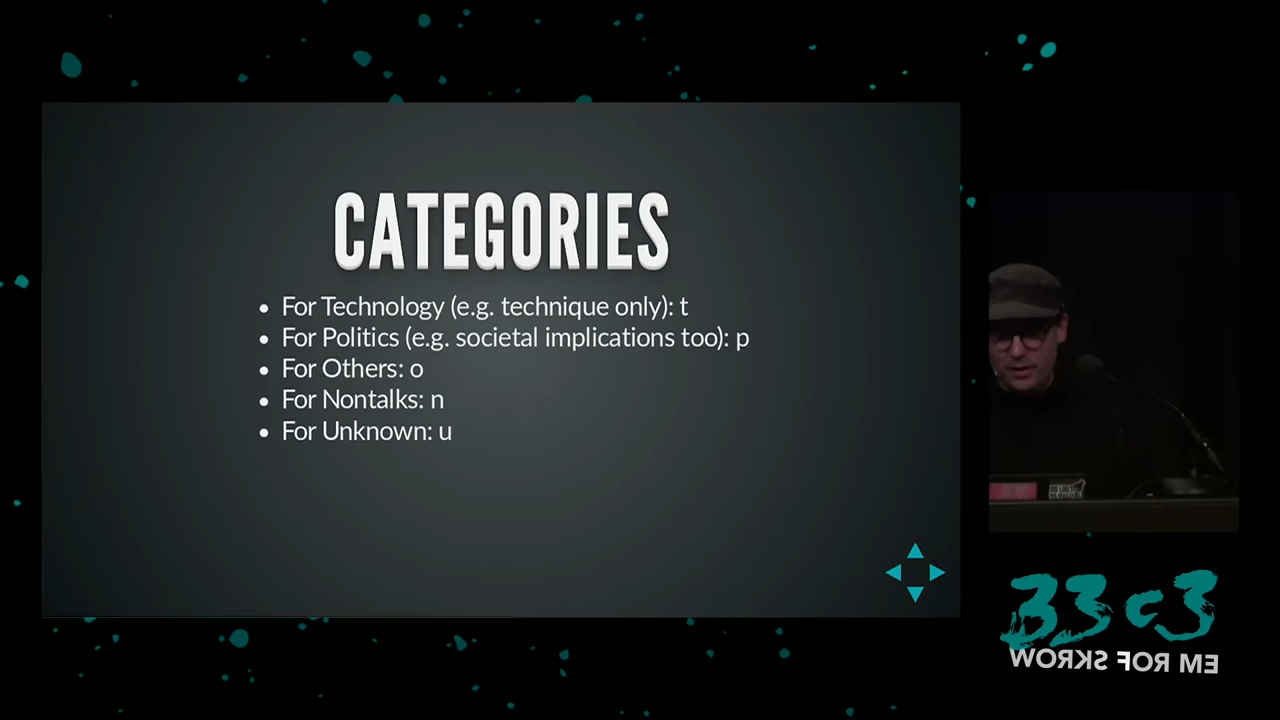 CATEGORIES
• For Technology (e.g. technique only): t
• For Politics (e.g. societal implications too): p
• For Others: o
• For Nontalks: n
• For Unknown: u
33c3
WORKS FOR ME